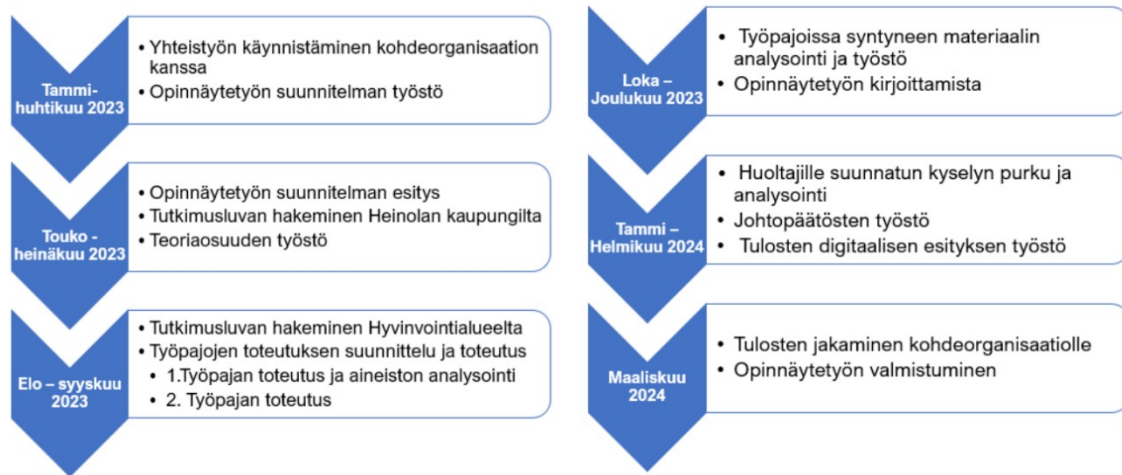 Tammi-
huhtikuu 2023
• Yhteistyön käynnistäminen kohdeorganisaation
kanssa
• Opinnäytetyön suunnitelman työstö
Touko -
heinäkuu 2023
• Opinnäytetyön suunnitelman esitys
• Tutkimusluvan hakeminen Heinolan kaupungilta
• Teoriaosuuden työstö
Elo – syyskuu
2023
• Tutkimusluvan hakeminen Hyvinvointialueelta
• Työpajojen toteutuksen suunnittelu ja toteutus
• 1.Työpajan toteutus ja aineiston analysointi
• 2. Työpajan toteutus
Loka –
Joulukuu 2023
• Työpajoissa syntyneen materiaalin
analysointi ja työstö
• Opinnäytetyön kirjoittamista
Tammi –
Helmikuu 2024
• Huoltajille suunnatun kyselyn purku ja
analysointi
• Johtopäätösten työstö
• Tulosten digitaalisen esityksen työstö
Maaliskuu
2024
• Tulosten jakaminen kohdeorganisaatiolle
• Opinnäytetyön valmistuminen